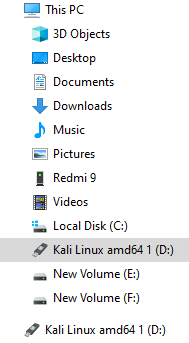 This PC
3D Objects
Desktop
Documents
Downloads
Music
Pictures
Redmi 9
Videos
Local Disk (C:)
Kali Linux amd64 1 (D:)
New Volume (E:)
New Volume (F:)
Kali Linux amd64 1 (D:)